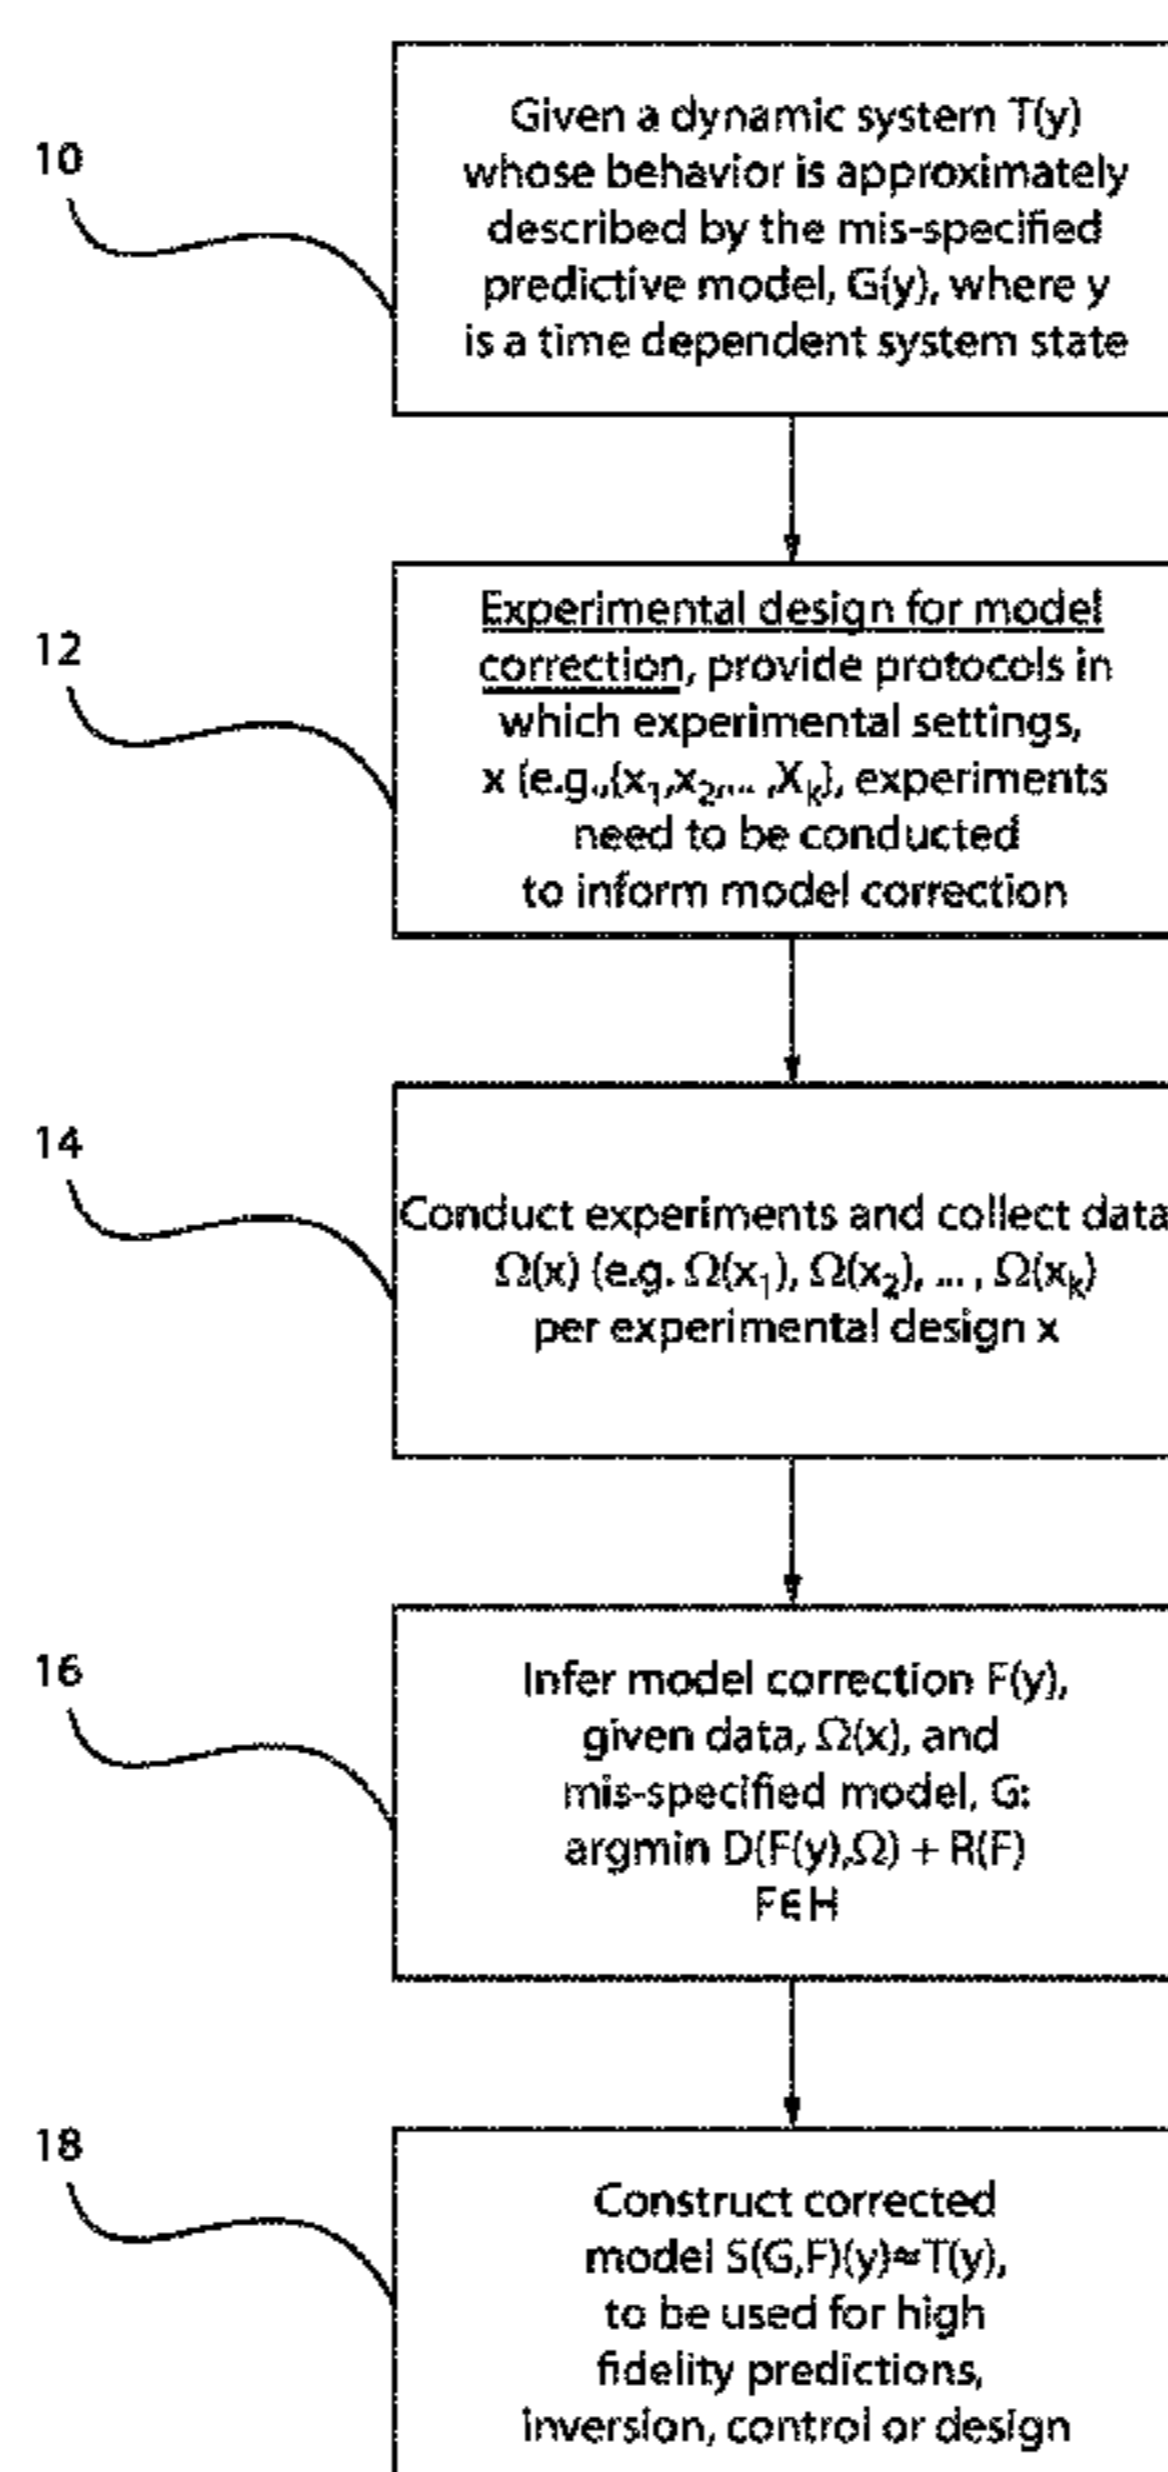 10
Given a dynamic system T(y)
whose behavior is approximately
described by the mis-specified
predictive model, G(y), where y
is a time dependent system state
12
Experimental design for model
correction, provide protocols in
which experimental settings,
x (e.g.,{x₁,x₂,... ,Xₖ}, experiments
need to be conducted
to inform model correction
14
Conduct experiments and collect data
Ω(x) (e.g. Ω(x₁), Ω(x₂), ... , Ω(xₖ)
per experimental design x
16
Infer model correction F(y),
given data, Ω(x), and
mis-specified model, G:
argmin D(F(y),Ω) + R(F)
F∈H
18
Construct corrected
model S(G,F)(y)≈T(y),
to be used for high
fidelity predictions,
inversion, control or design